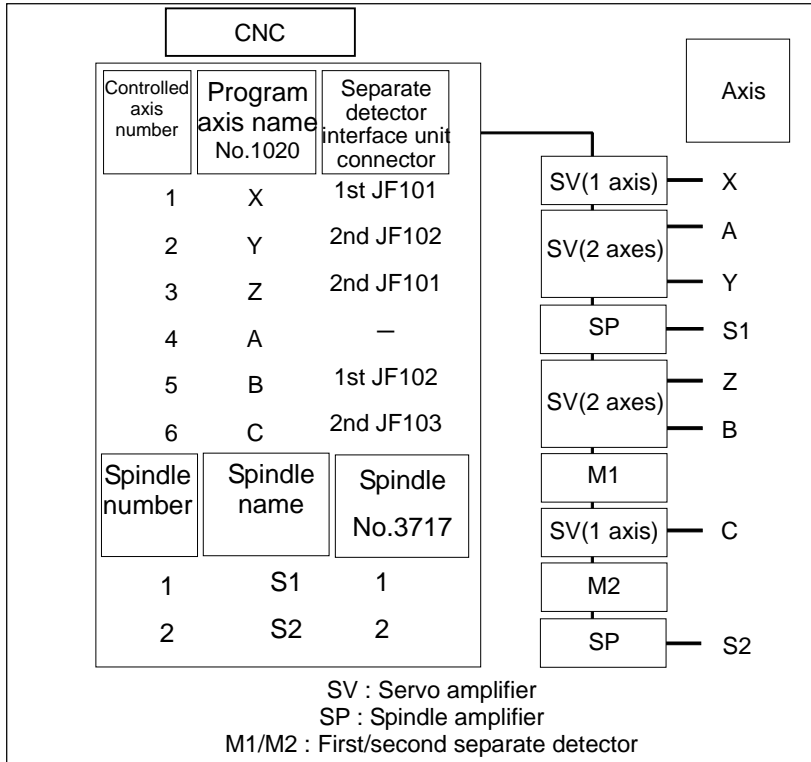 CNC
Controlled
axis
number
Program
axis name
No.1020
Separate
detector
interface unit
connector
1 X 1st JF101
2 Y 2nd JF102
3 Z 2nd JF101
4 A –
5 B 1st JF102
6 C 2nd JF103
Spindle
number
Spindle
name
Spindle
No.3717
1 S1 1
2 S2 2
Axis
SV(1 axis) X
SV(2 axes) A
Y
SP S1
SV(2 axes) Z
B
M1
SV(1 axis) C
M2
SP S2
SV : Servo amplifier
SP : Spindle amplifier
M1/M2 : First/second separate detector